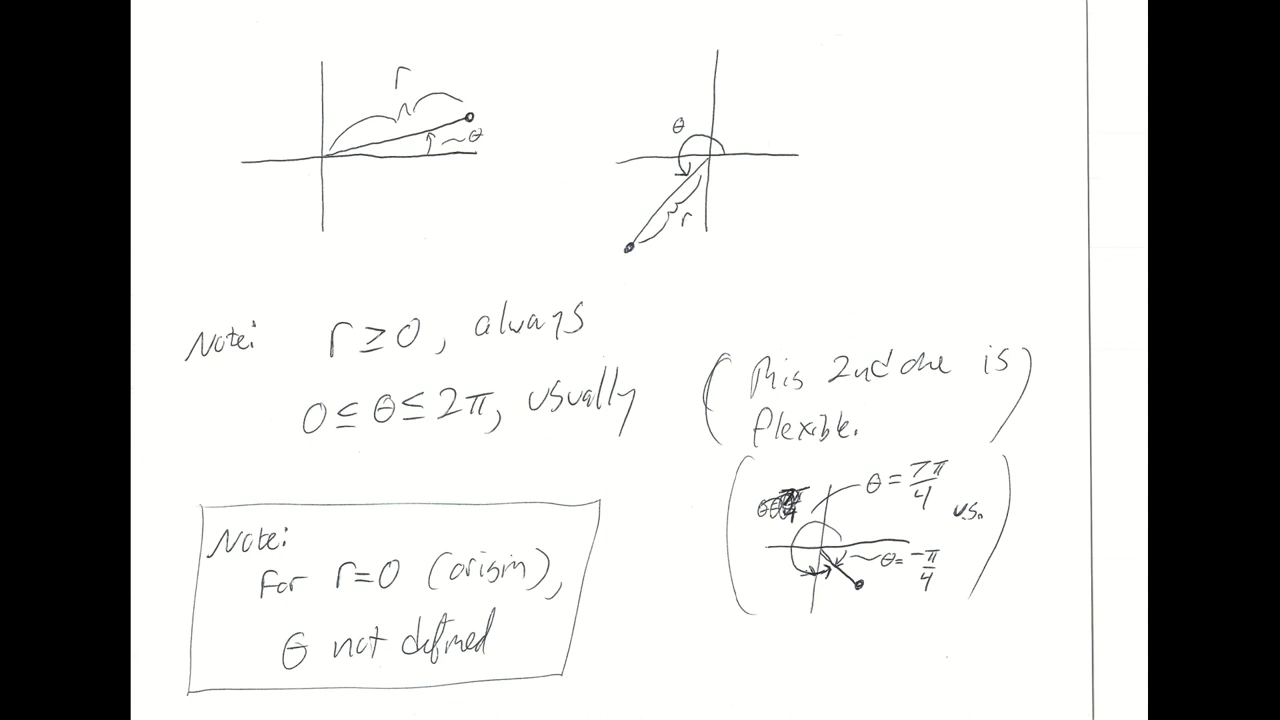 r
θ
θ
r
Note: r ≥ 0, always
0 ≤ θ ≤ 2π, usually
(This 2nd one is
flexible.)
(θ = 7π/4
vs.
θ = -π/4)
Note:
For r=0 (origin),
θ not defined